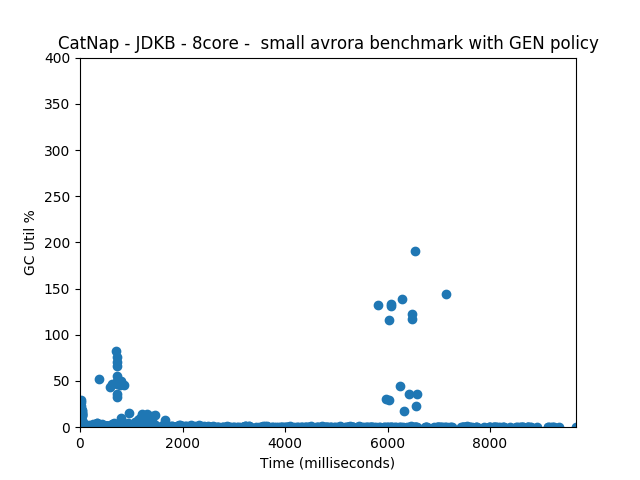 CatNap - JDKB - 8core -  small avrora benchmark with GEN policy
400
350
300
250
200
150
100
50
0
GC Util %
0 2000 4000 6000 8000
Time (milliseconds)